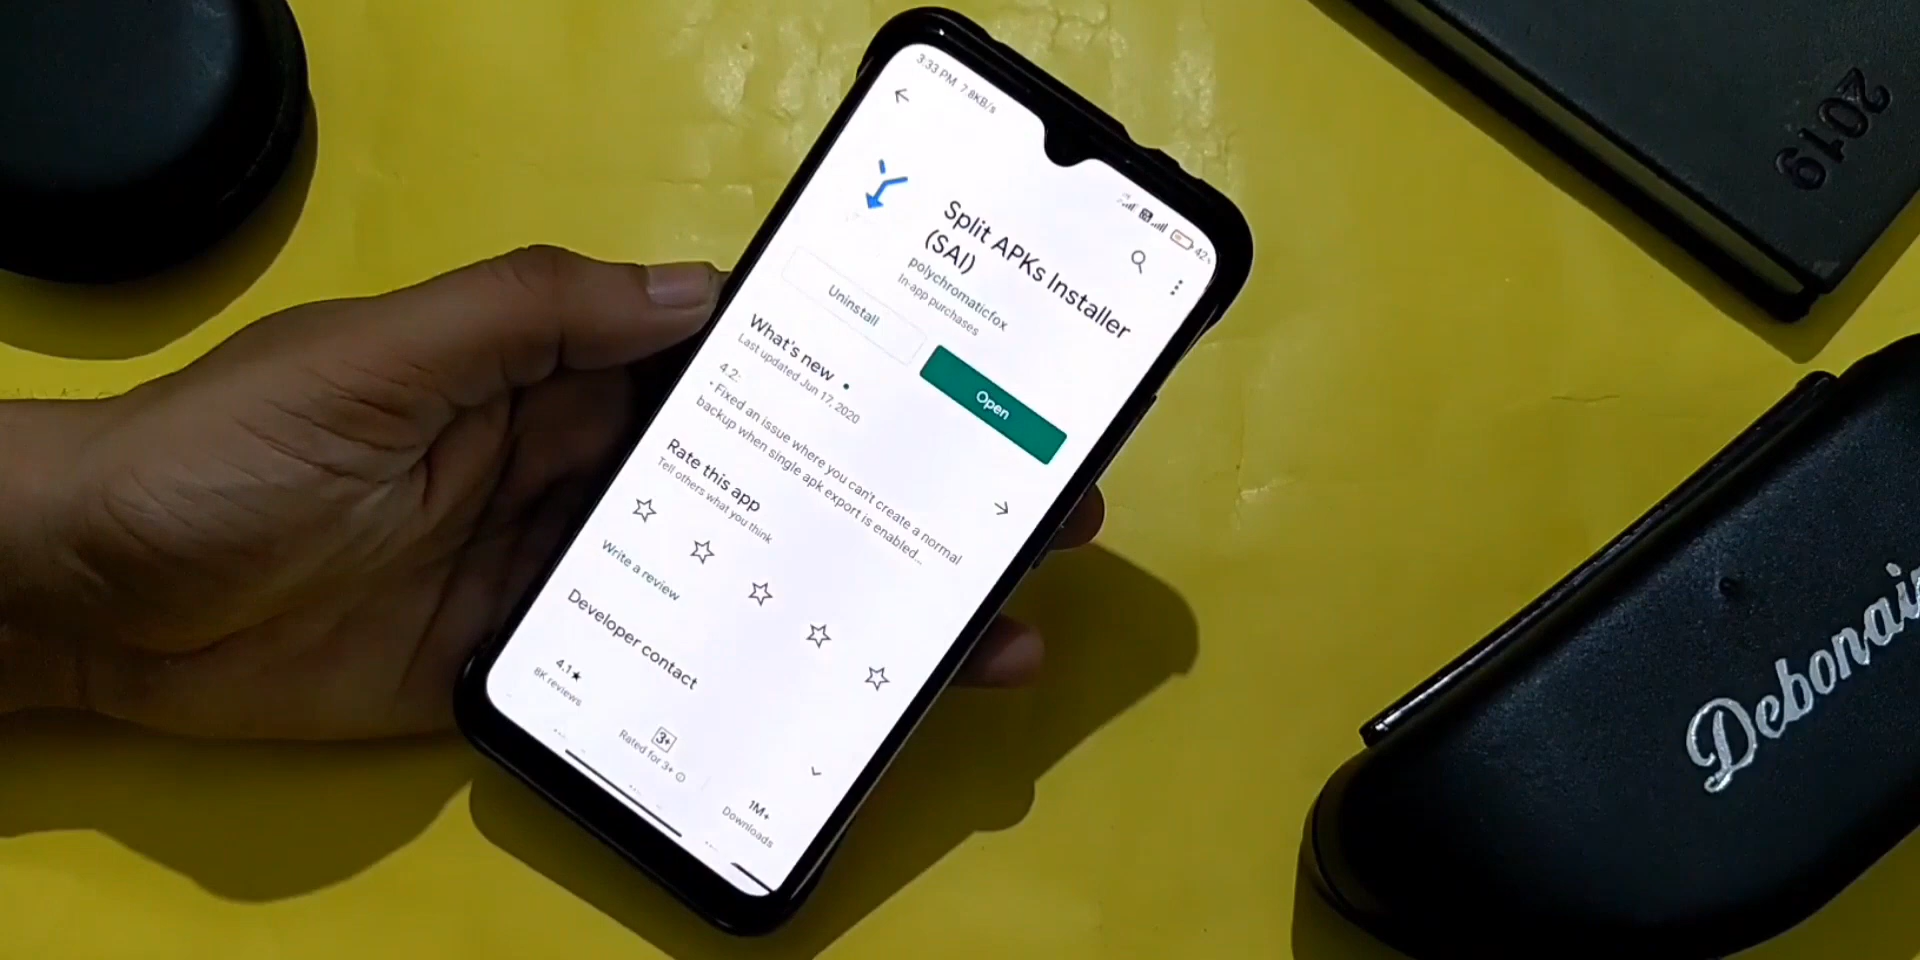 3:33 PM 7.8KB/s
42%
Split APKs Installer
(SAI)
polychromaticfox
In-app purchases
Uninstall
Open
What's new •
Last updated Jun 17, 2020
4.2:
• Fixed an issue where you can't create a normal
backup when single apk export is enabled...
Rate this app
Tell others what you think
Write a review
Developer contact
4.1★
8K reviews
3+
Rated for 3+
1M+
Downloads
2019
Debonair